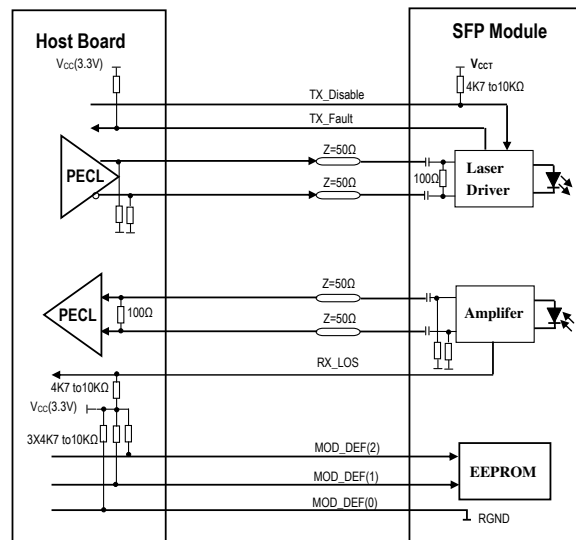 Host Board
SFP Module
VCC(3.3V)
VCCT
4K7 to10KΩ
TX_Disable
TX_Fault
Z=50Ω
PECL
100Ω
Laser
Driver
Z=50Ω
Z=50Ω
PECL
100Ω
Amplifer
Z=50Ω
RX_LOS
4K7 to10KΩ
VCC(3.3V)
3X4K7 to10KΩ
MOD_DEF(2)
EEPROM
MOD_DEF(1)
MOD_DEF(0)
RGND